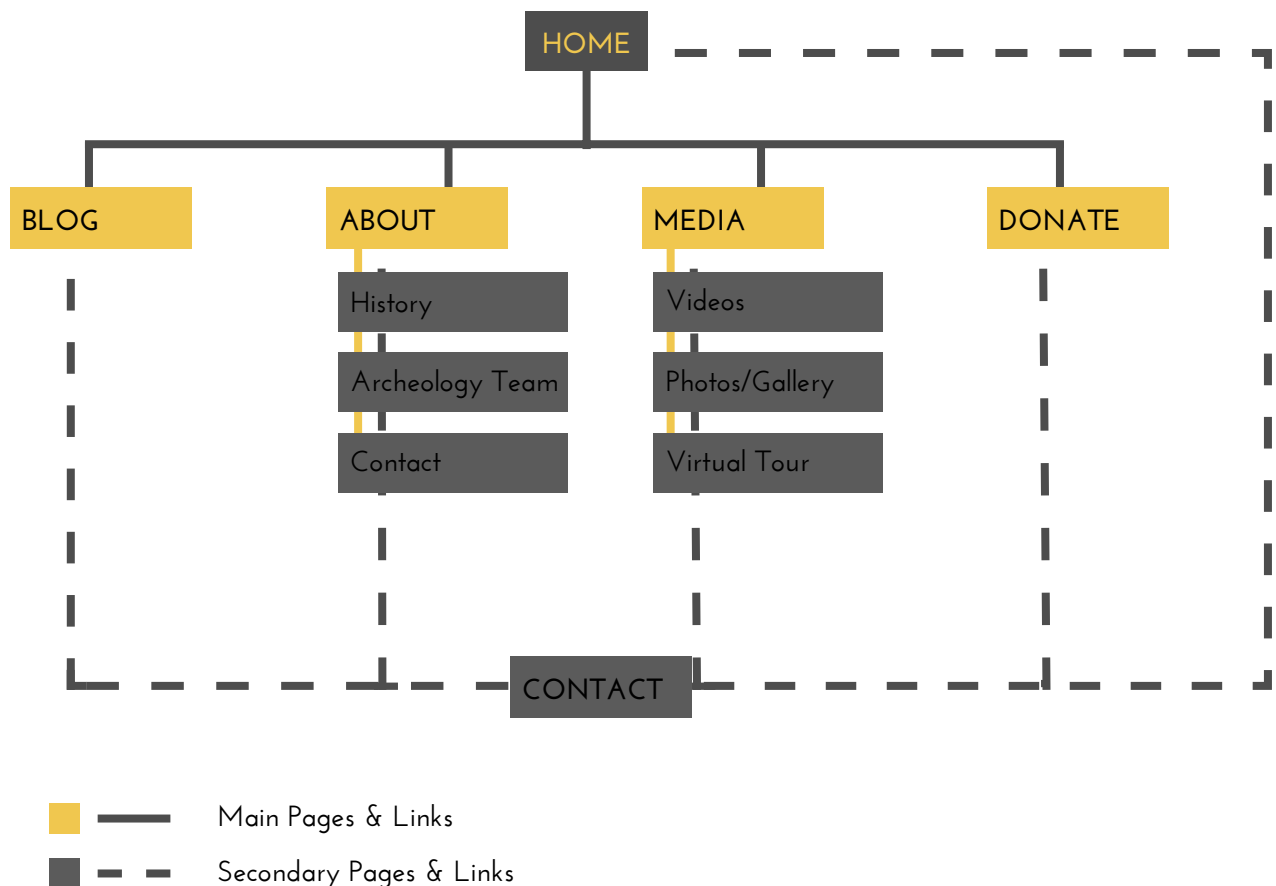 HOME
BLOG
ABOUT
MEDIA
DONATE
History
Videos
Archeology Team
Photos/Gallery
Contact
Virtual Tour
CONTACT
Main Pages & Links
Secondary Pages & Links